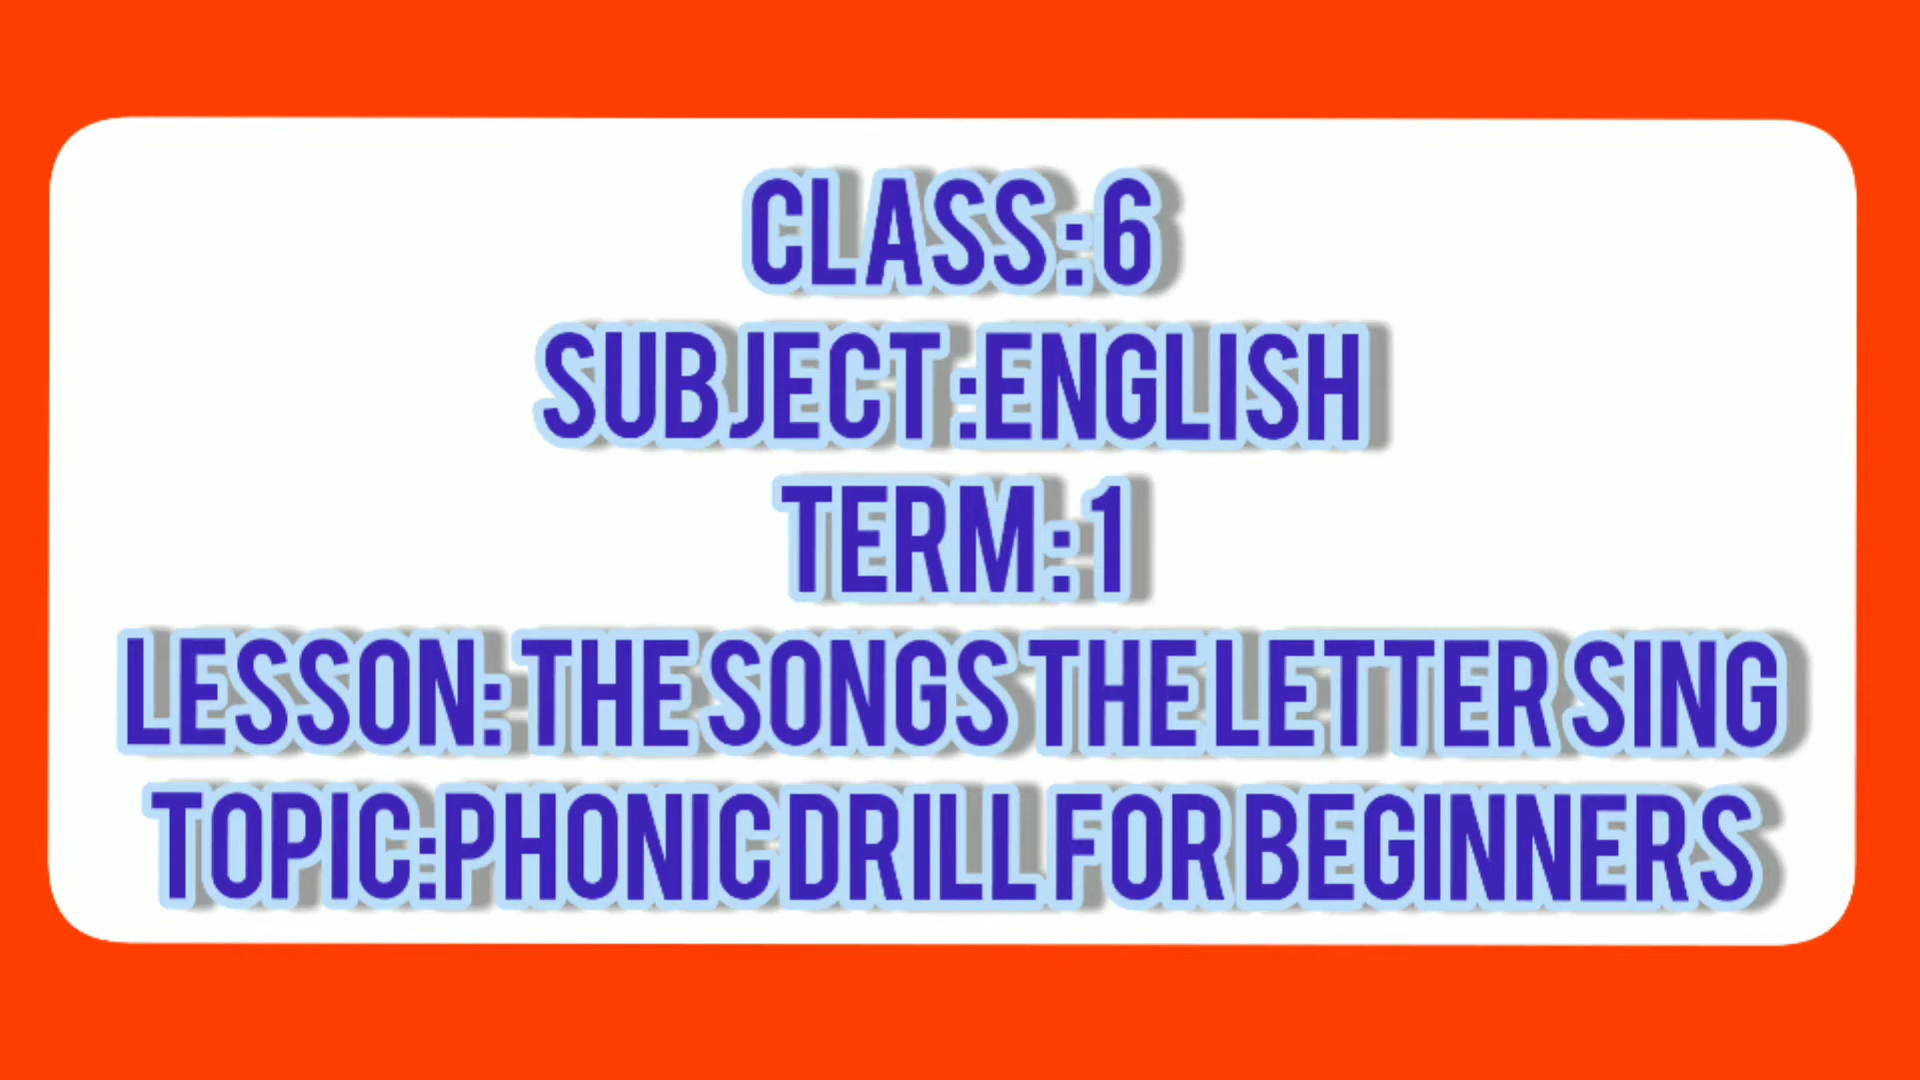 CLASS : 6
SUBJECT :ENGLISH
TERM : 1
LESSON: THE SONGS THE LETTER SING
TOPIC:PHONIC DRILL FOR BEGINNERS